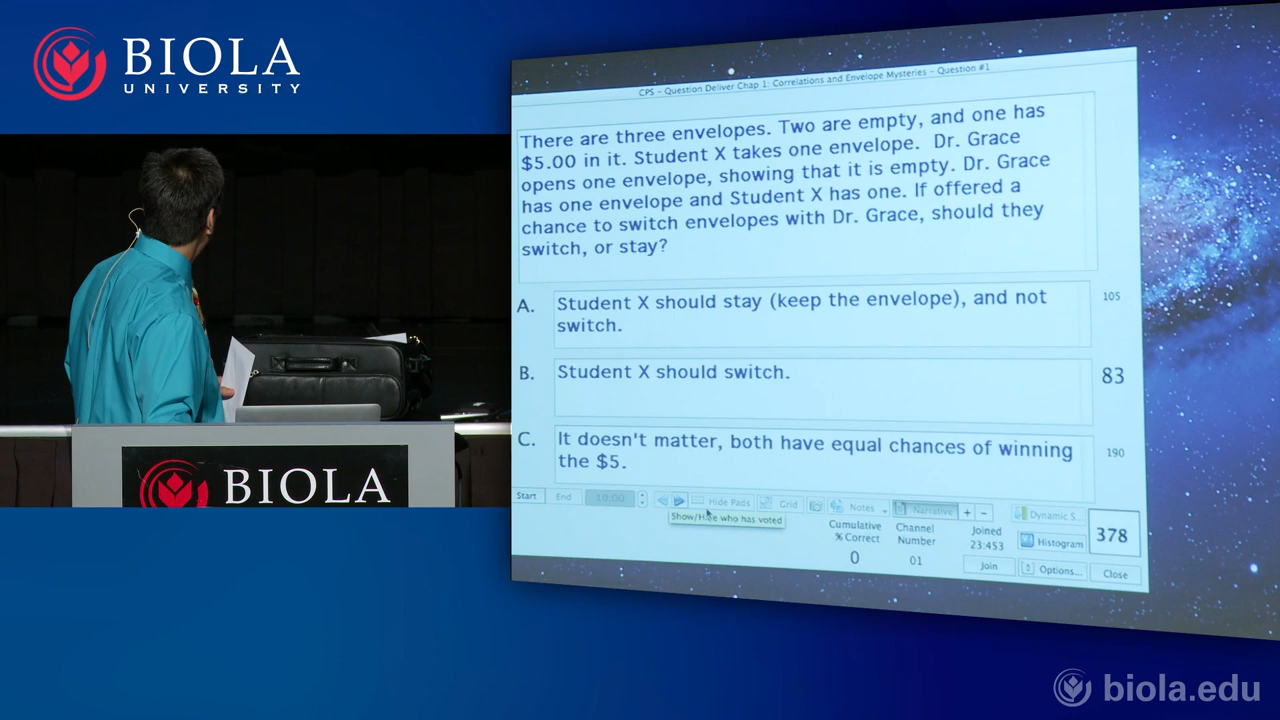 BIOLA
UNIVERSITY
CPS - Question Deliver Chap 1: Correlations and Envelope Mysteries - Question #1
There are three envelopes. Two are empty, and one has
$5.00 in it. Student X takes one envelope. Dr. Grace
opens one envelope, showing that it is empty. Dr. Grace
has one envelope and Student X has one. If offered a
chance to switch envelopes with Dr. Grace, should they
switch, or stay?
A. Student X should stay (keep the envelope), and not
switch.
105
B. Student X should switch.
83
C. It doesn't matter, both have equal chances of winning
the $5.
190
Start End 10:00 Hide Pads Grid Notes Narrative + - Dynamic S...
Show/Hide who has voted
Cumulative
% Correct
0
Channel
Number
01
Joined
23:453
Join
Histogram
Options...
378
Close
BIOLA
biola.edu